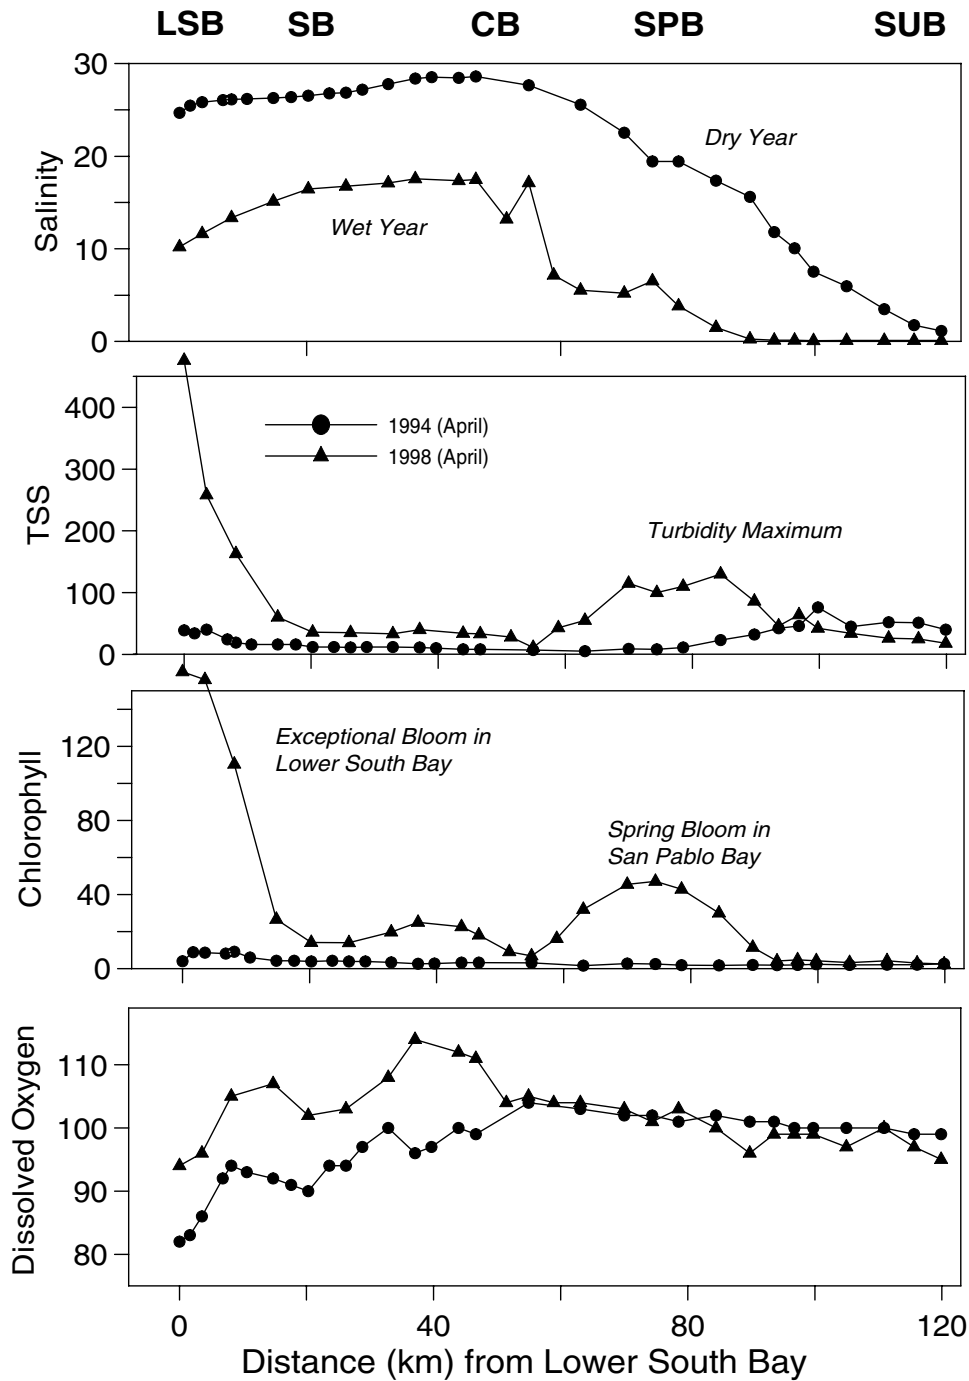 LSB SB CB SPB SUB
30
20
10
0
Salinity
Dry Year
Wet Year
400
300
200
100
0
TSS
1994 (April)
1998 (April)
Turbidity Maximum
120
80
40
0
Chlorophyll
Exceptional Bloom in
Lower South Bay
Spring Bloom in
San Pablo Bay
110
100
90
80
Dissolved Oxygen
0 40 80 120
Distance (km) from Lower South Bay